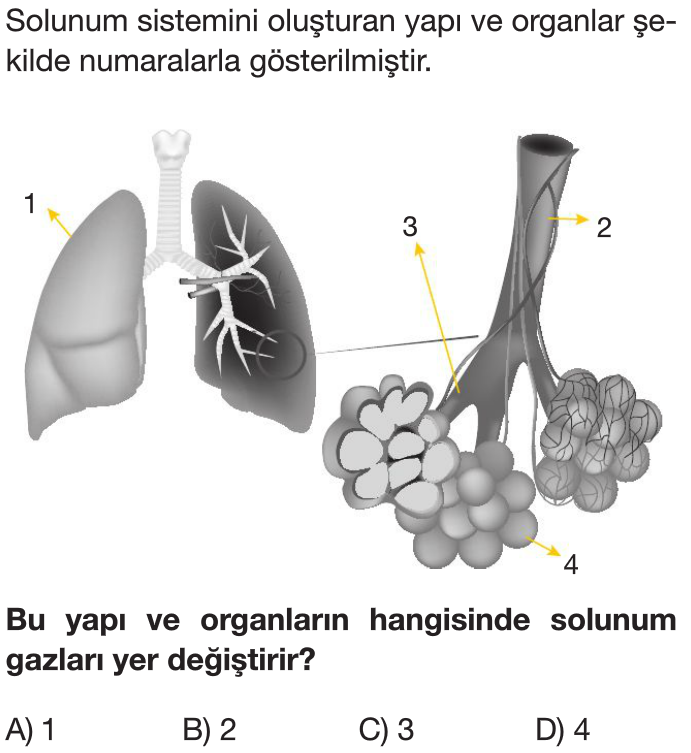 Solunum sistemini oluşturan yapı ve organlar şe-
kilde numaralarla gösterilmiştir.
1
3
2
4
Bu yapı ve organların hangisinde solunum
gazları yer değiştirir?
A) 1 B) 2 C) 3 D) 4